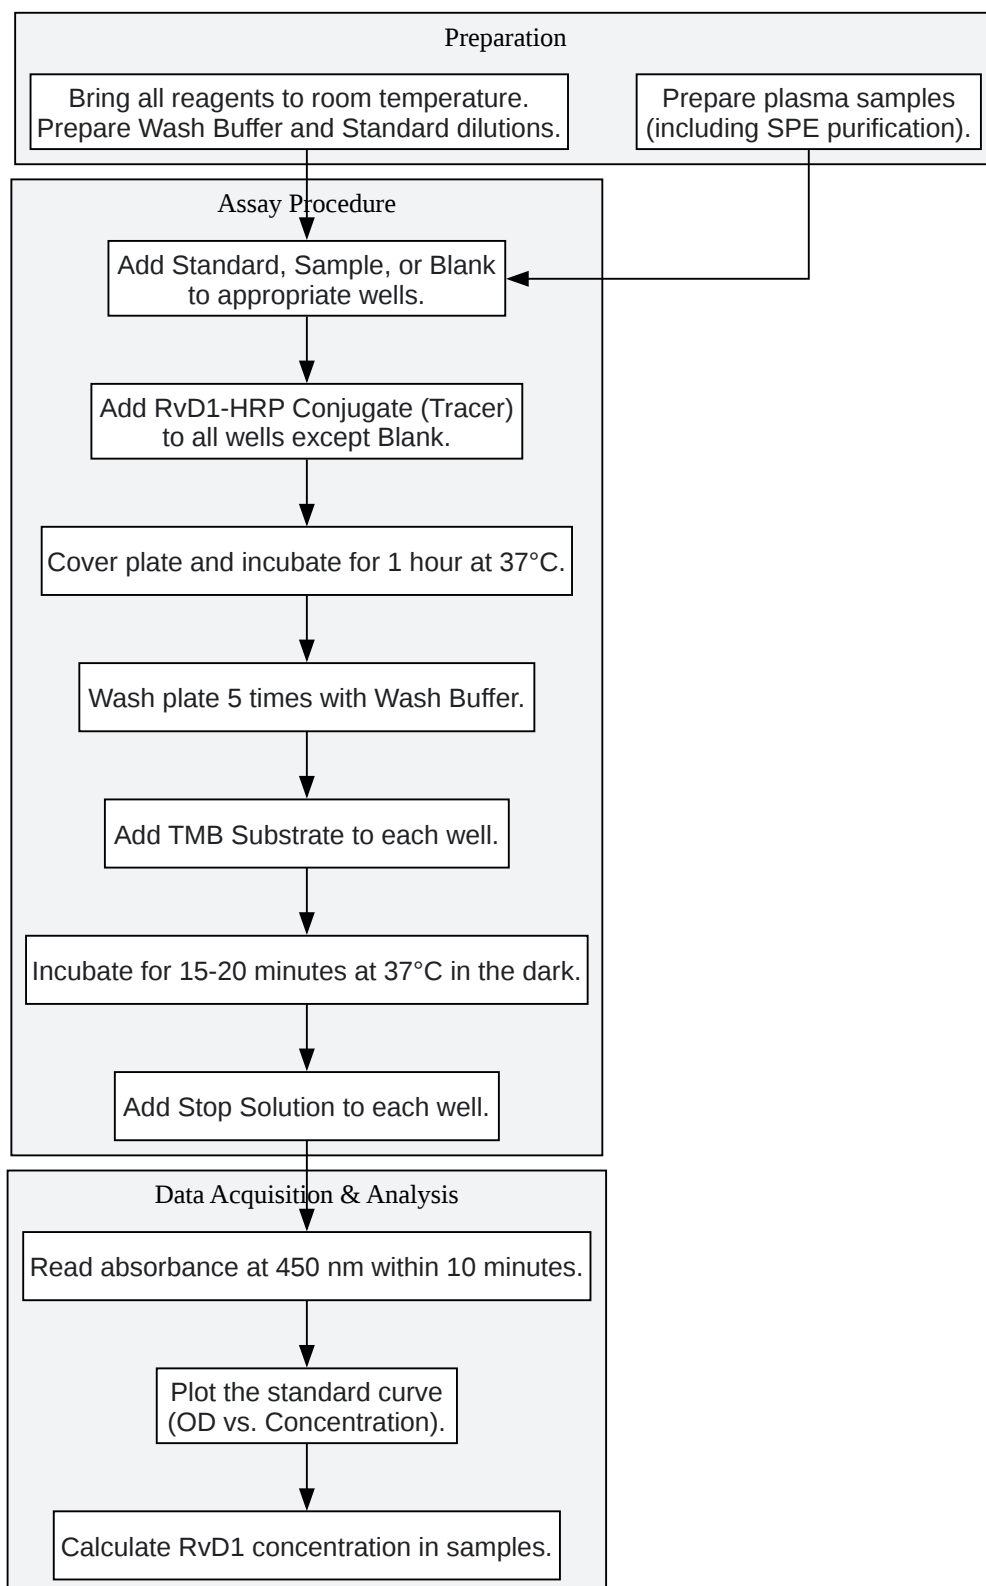 Preparation
Bring all reagents to room temperature.
Prepare Wash Buffer and Standard dilutions.
Prepare plasma samples
(including SPE purification).
Assay Procedure
Add Standard, Sample, or Blank
to appropriate wells.
Add RvD1-HRP Conjugate (Tracer)
to all wells except Blank.
Cover plate and incubate for 1 hour at 37°C.
Wash plate 5 times with Wash Buffer.
Add TMB Substrate to each well.
Incubate for 15-20 minutes at 37°C in the dark.
Add Stop Solution to each well.
Data Acquisition & Analysis
Read absorbance at 450 nm within 10 minutes.
Plot the standard curve
(OD vs. Concentration).
Calculate RvD1 concentration in samples.